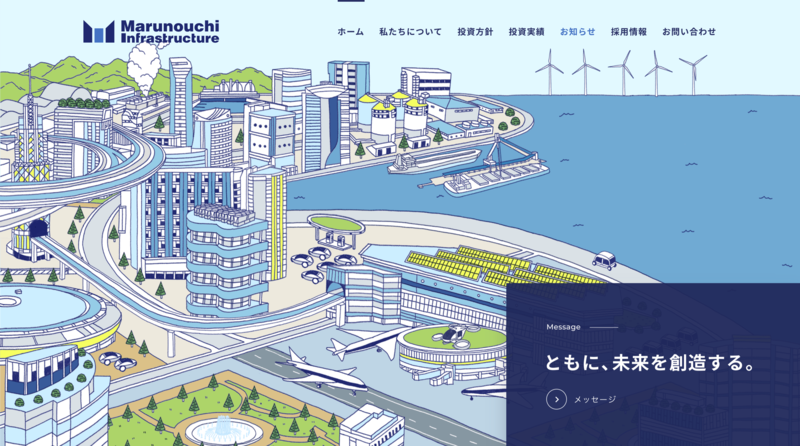 Marunouchi
Infrastructure
ホーム 私たちについて 投資方針 投資実績 お知らせ 採用情報 お問い合わせ
Message
ともに、未来を創造する。
メッセージ